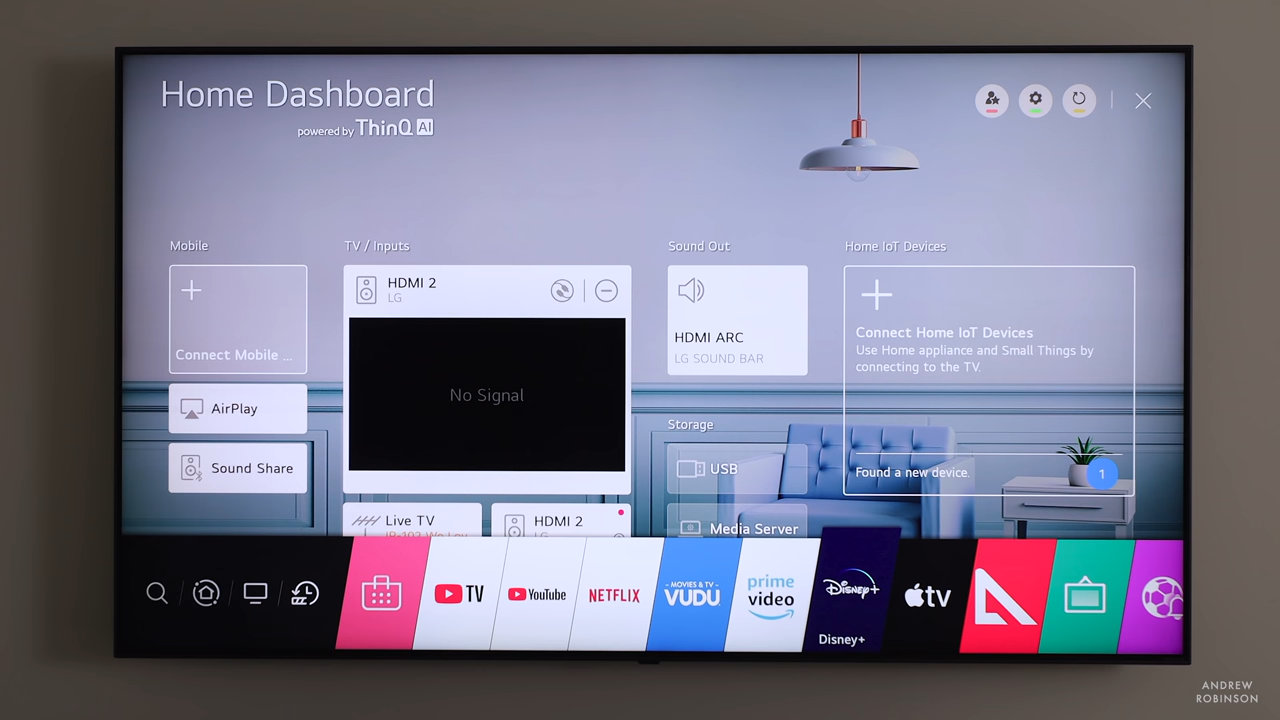 Home Dashboard
powered by ThinQ AI
Mobile
TV / Inputs
Sound Out
Home IoT Devices
HDMI 2
LG
Connect Mobile ...
HDMI ARC
LG SOUND BAR
Connect Home IoT Devices
Use Home appliance and Small Things by
connecting to the TV.
AirPlay
No Signal
Storage
Sound Share
USB
Found a new device.
1
Live TV
HDMI 2
LG
Media Server
TV
YouTube
NETFLIX
MOVIES & TV
VUDU
prime
video
Disney+
Disney+
tv
ANDREW
ROBINSON